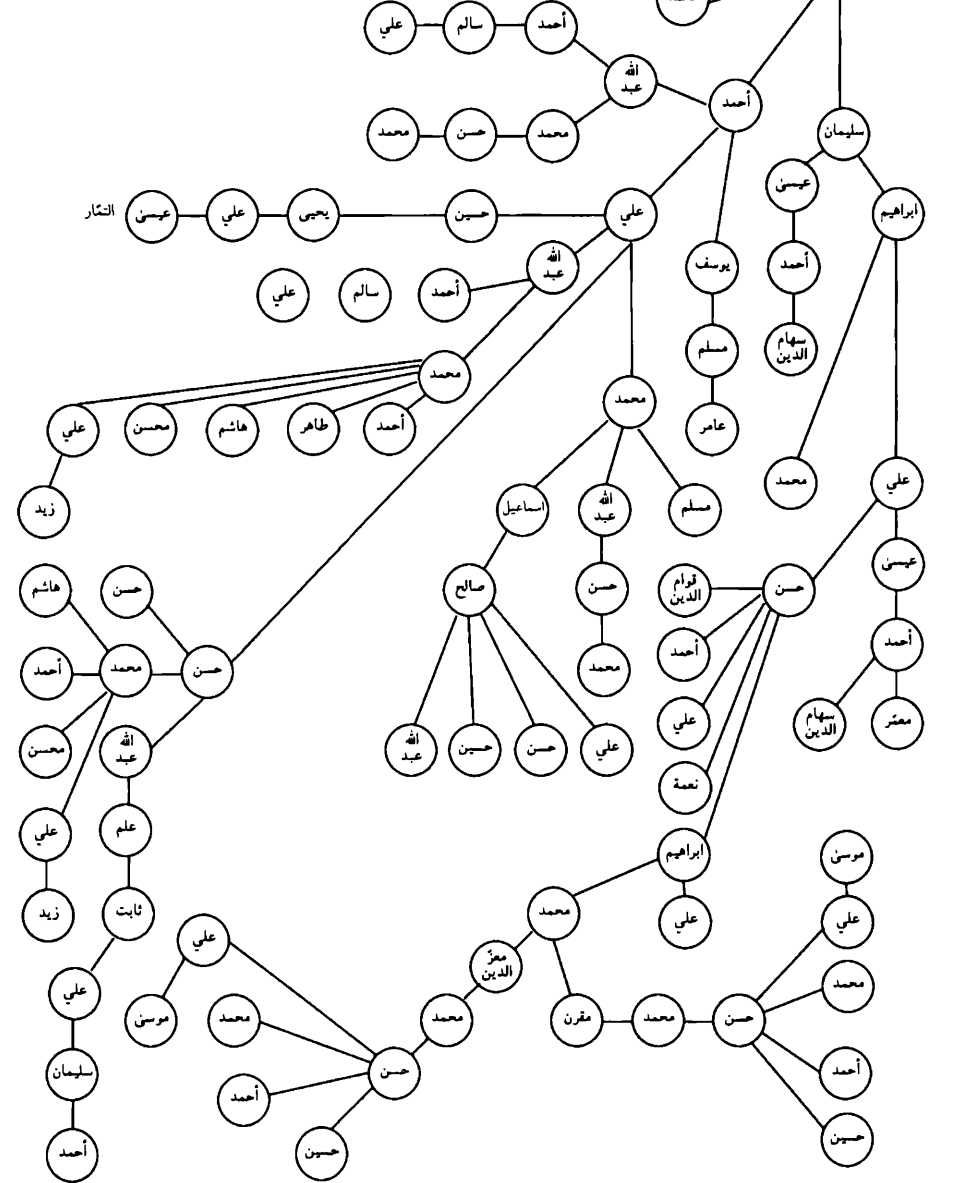 أحمد
سالم
علي
الله
عبد
أحمد
محمد
حسن
محمد
سليمان
عيسىٰ
ابراهيم
علي
حسين
يحيى
علي
عيسىٰ
التمّار
الله
عبد
أحمد
سالم
علي
يوسف
أحمد
مسلم
سهام
الدين
محمد
محمد
عامر
أحمد
طاهر
هاشم
محسن
علي
زيد
محمد
علي
مسلم
الله
عبد
اسماعيل
عيسىٰ
حسن
قوام
الدين
حسن
صالح
حسن
هاشم
أحمد
أحمد
محمد
حسن
محمد
أحمد
معمّر
سهام
الدين
علي
علي
حسن
حسين
الله
عبد
الله
عبد
محسن
نعمة
علم
علي
ابراهيم
موسىٰ
علي
علي
محمد
ثابت
زيد
علي
معزّ
الدين
محمد
علي
حسن
محمد
مقرن
محمد
محمد
موسىٰ
حسن
أحمد
أحمد
سليمان
حسين
حسين
أحمد